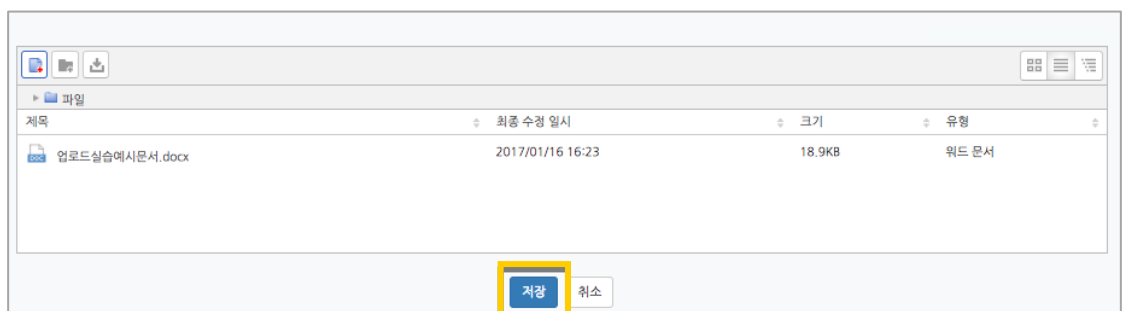 파일
제목 최종 수정 일시 크기 유형
업로드실습예시문서.docx 2017/01/16 16:23 18.9KB 워드 문서
저장 취소